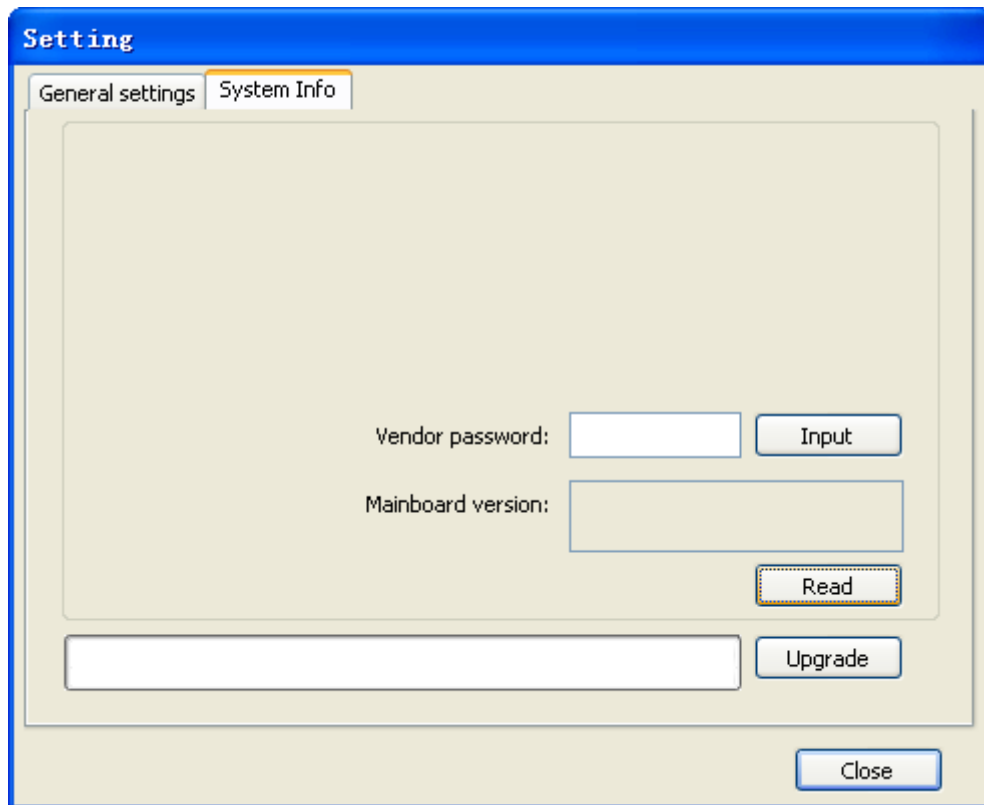 Setting
General settings System Info
Vendor password: Input
Mainboard version:
Read
Upgrade
Close